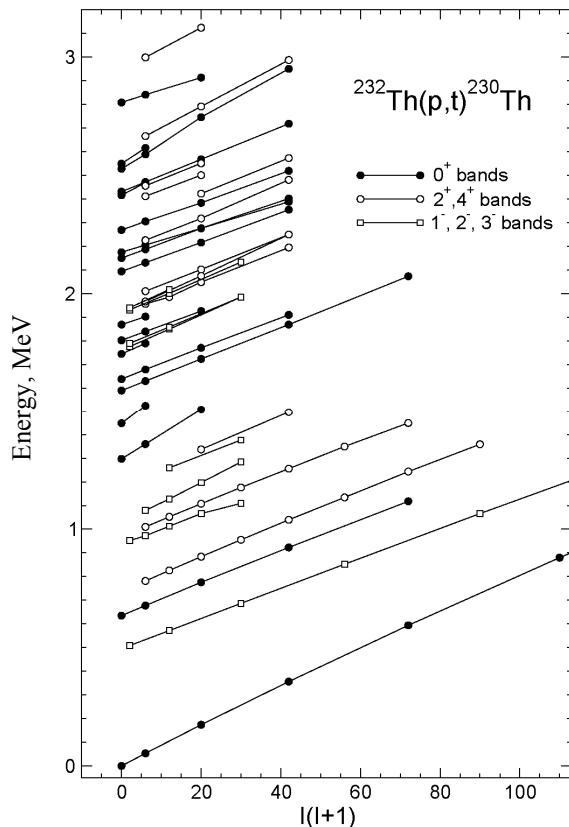 3
²³²Th(p,t)²³⁰Th
0⁺ bands
2⁺,4⁺ bands
1⁻, 2⁻, 3⁻ bands
2
Energy, MeV
1
0
0 20 40 60 80 100
I(I+1)